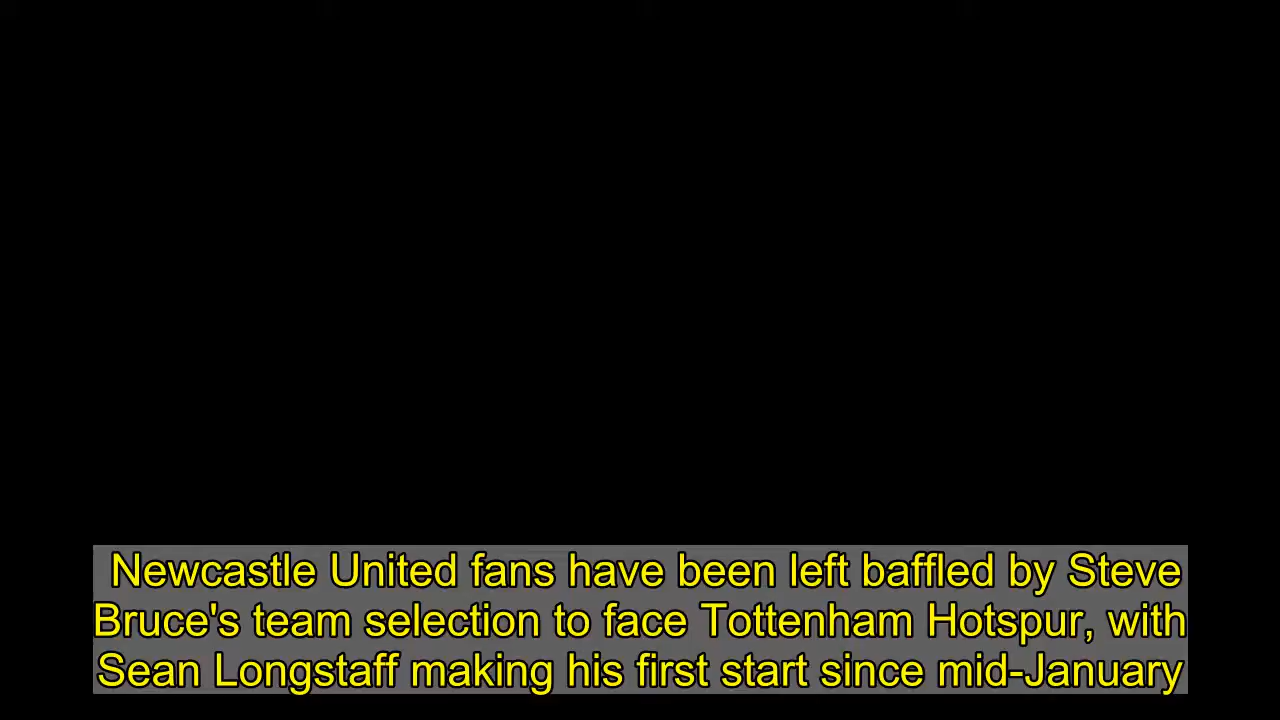 Newcastle United fans have been left baffled by Steve
Bruce's team selection to face Tottenham Hotspur, with
Sean Longstaff making his first start since mid-January